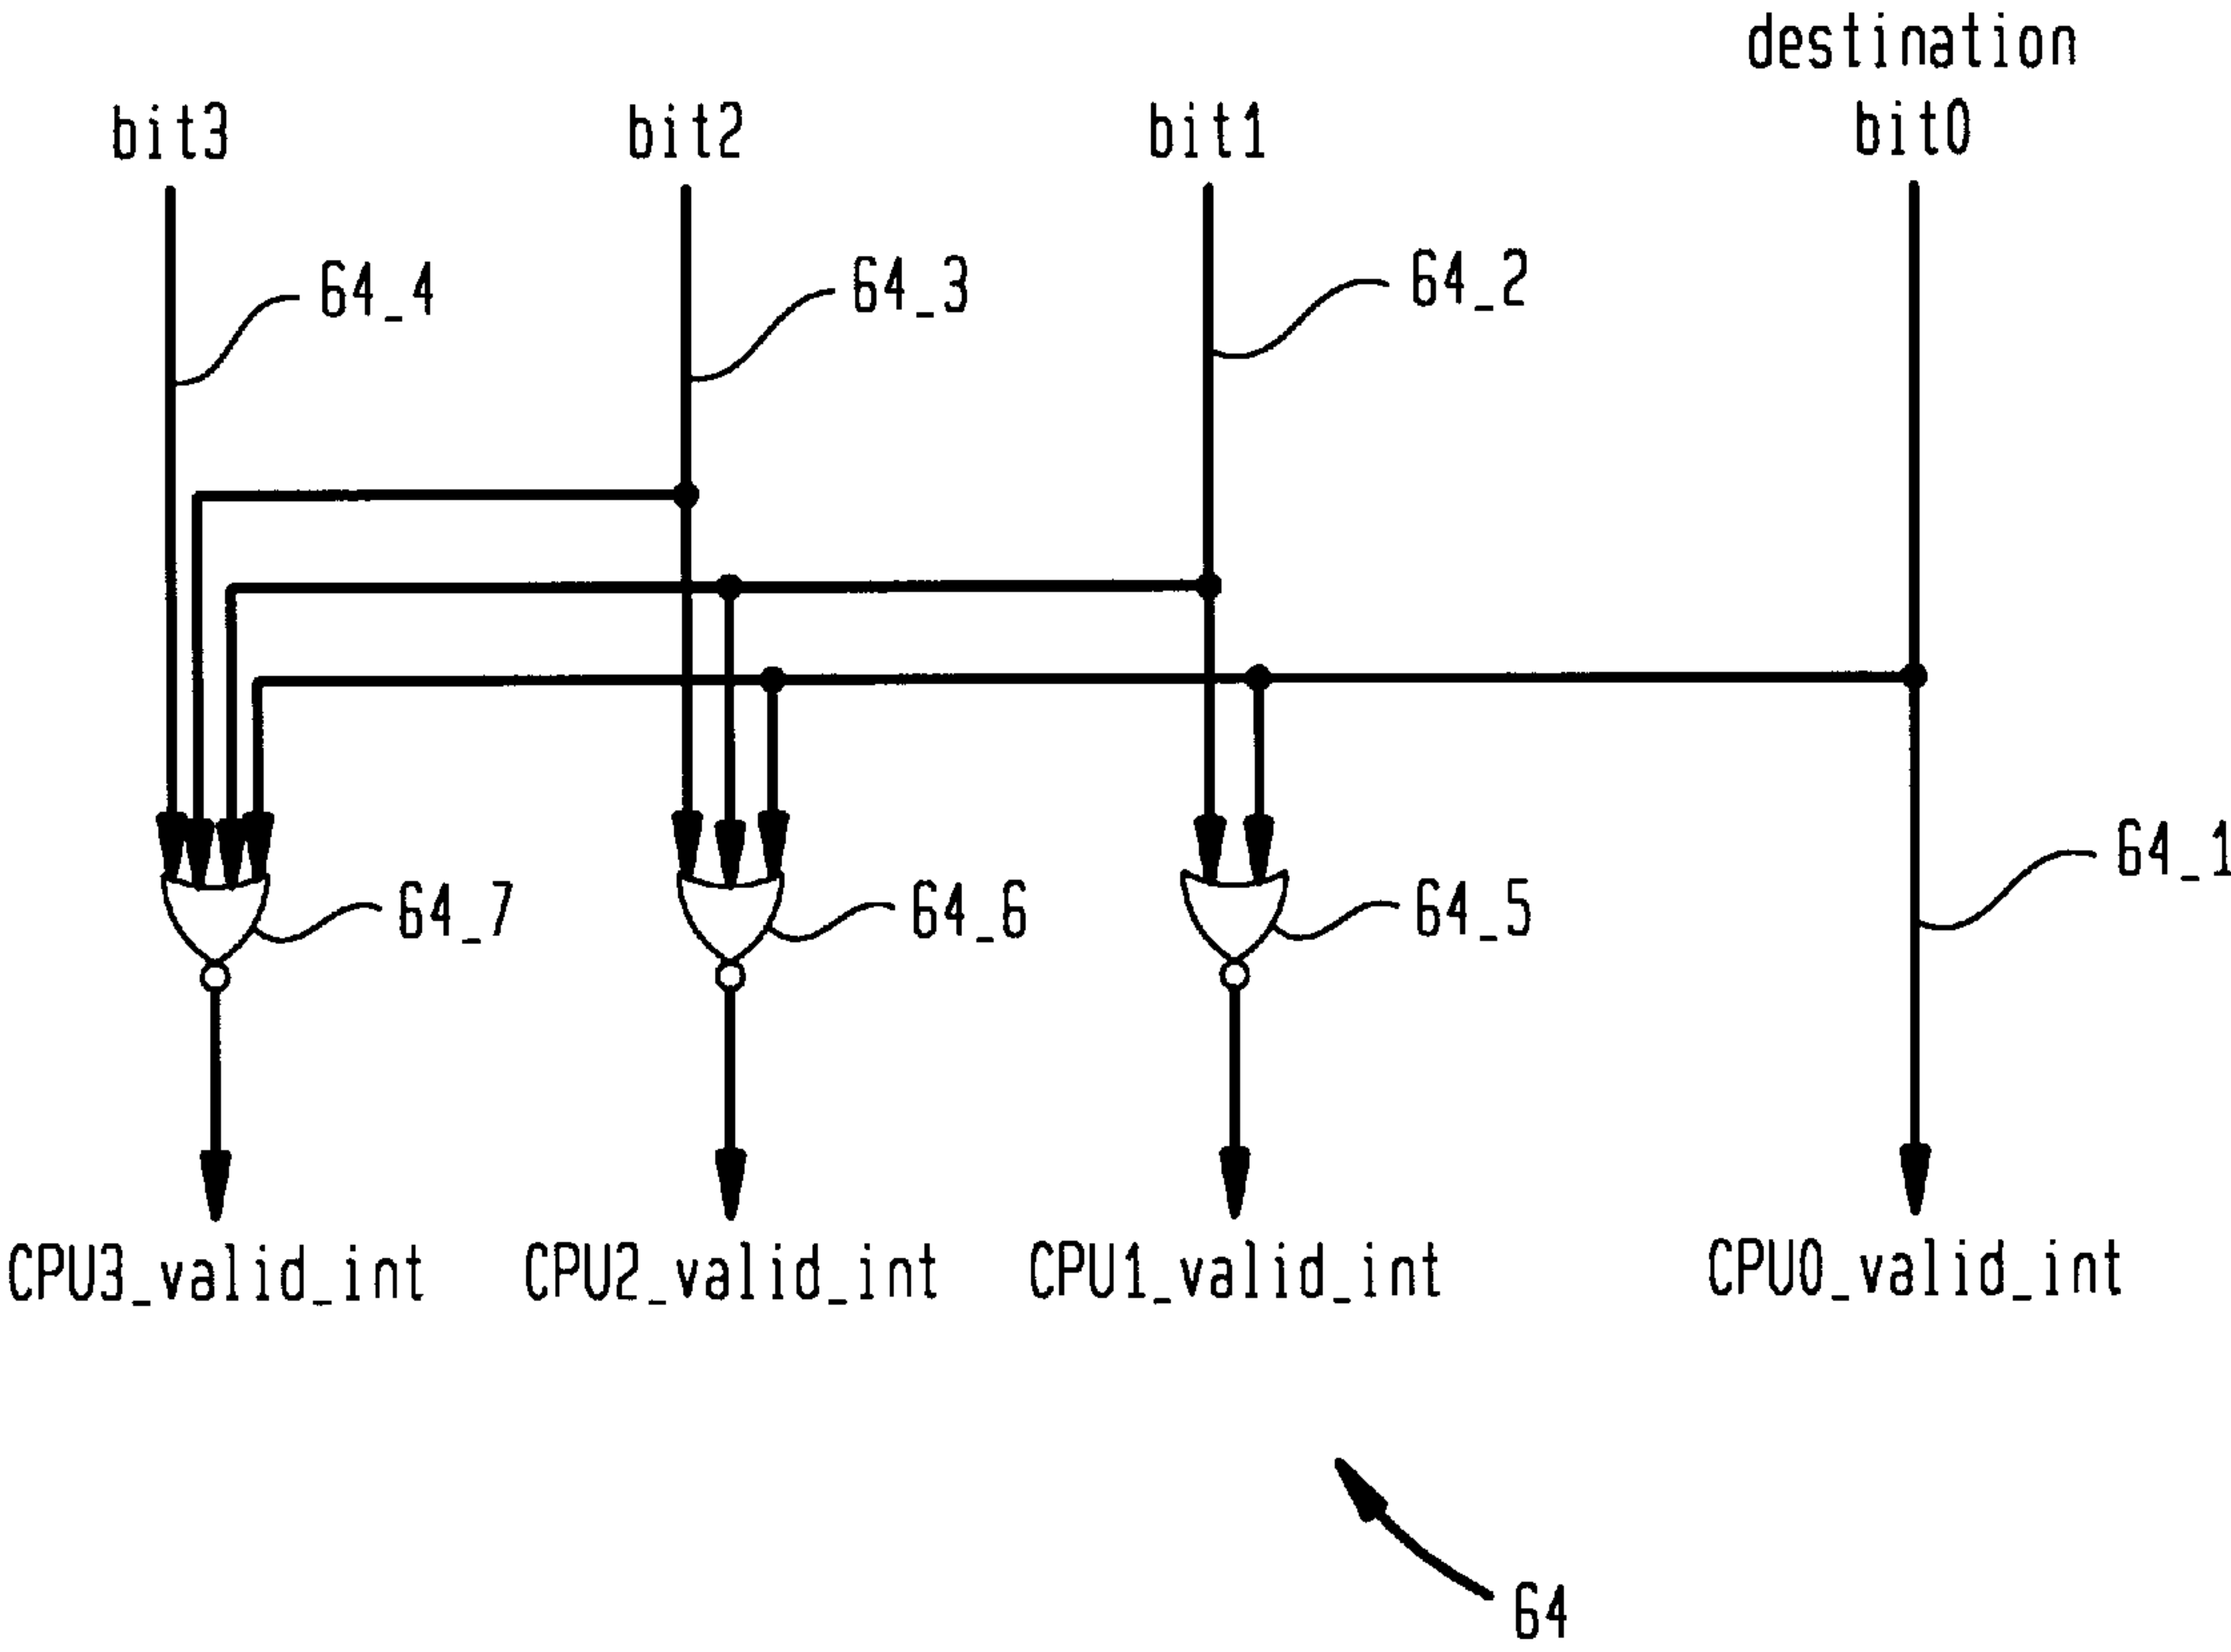 destination
bit3 bit2 bit1 bit0
64_4 64_3 64_2
64_1
64_7 64_6 64_5
CPU3_valid_int CPU2_valid_int CPU1_valid_int CPU0_valid_int
64